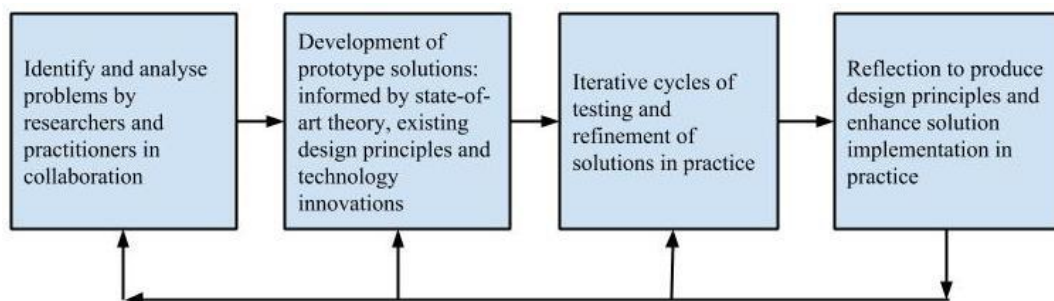 Identify and analyse
problems by
researchers and
practitioners in
collaboration
Development of
prototype solutions:
informed by state-of-
art theory, existing
design principles and
technology
innovations
Iterative cycles of
testing and
refinement of
solutions in practice
Reflection to produce
design principles and
enhance solution
implementation in
practice